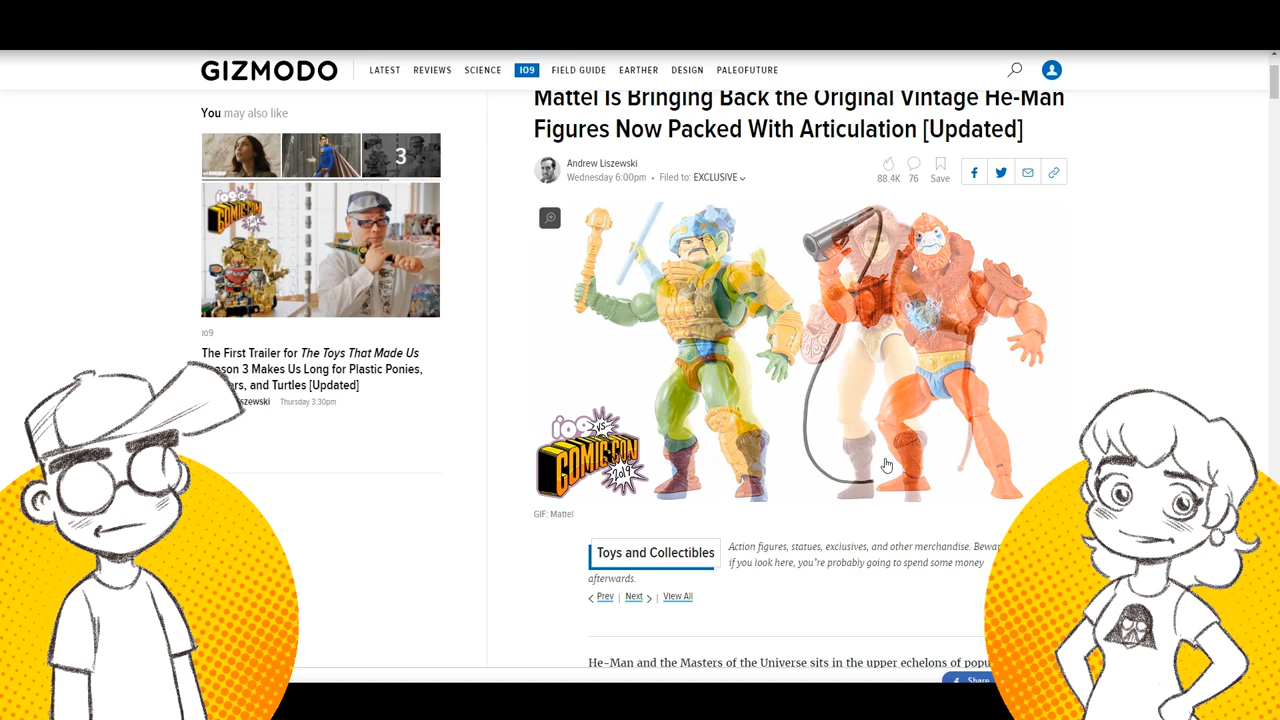 GIZMODO
LATEST REVIEWS SCIENCE IO9 FIELD GUIDE EARTHER DESIGN PALEOFUTURE
You may also like
3
io9 vs.
COMIC CON
io9
The First Trailer for The Toys That Made Us
eason 3 Makes Us Long for Plastic Ponies,
ers, and Turtles [Updated]
iszewski Thursday 3:30pm
Mattel Is Bringing Back the Original Vintage He-Man
Figures Now Packed With Articulation [Updated]
Andrew Liszewski
Wednesday 6:00pm • Filed to: EXCLUSIVE
88.4K 76 Save
io9 vs.
COMIC CON
2019
GIF: Mattel
Toys and Collectibles
Action figures, statues, exclusives, and other merchandise. Bewar
if you look here, you're probably going to spend some money
afterwards.
< Prev | Next > | View All
He-Man and the Masters of the Universe sits in the upper echelons of popu
Share